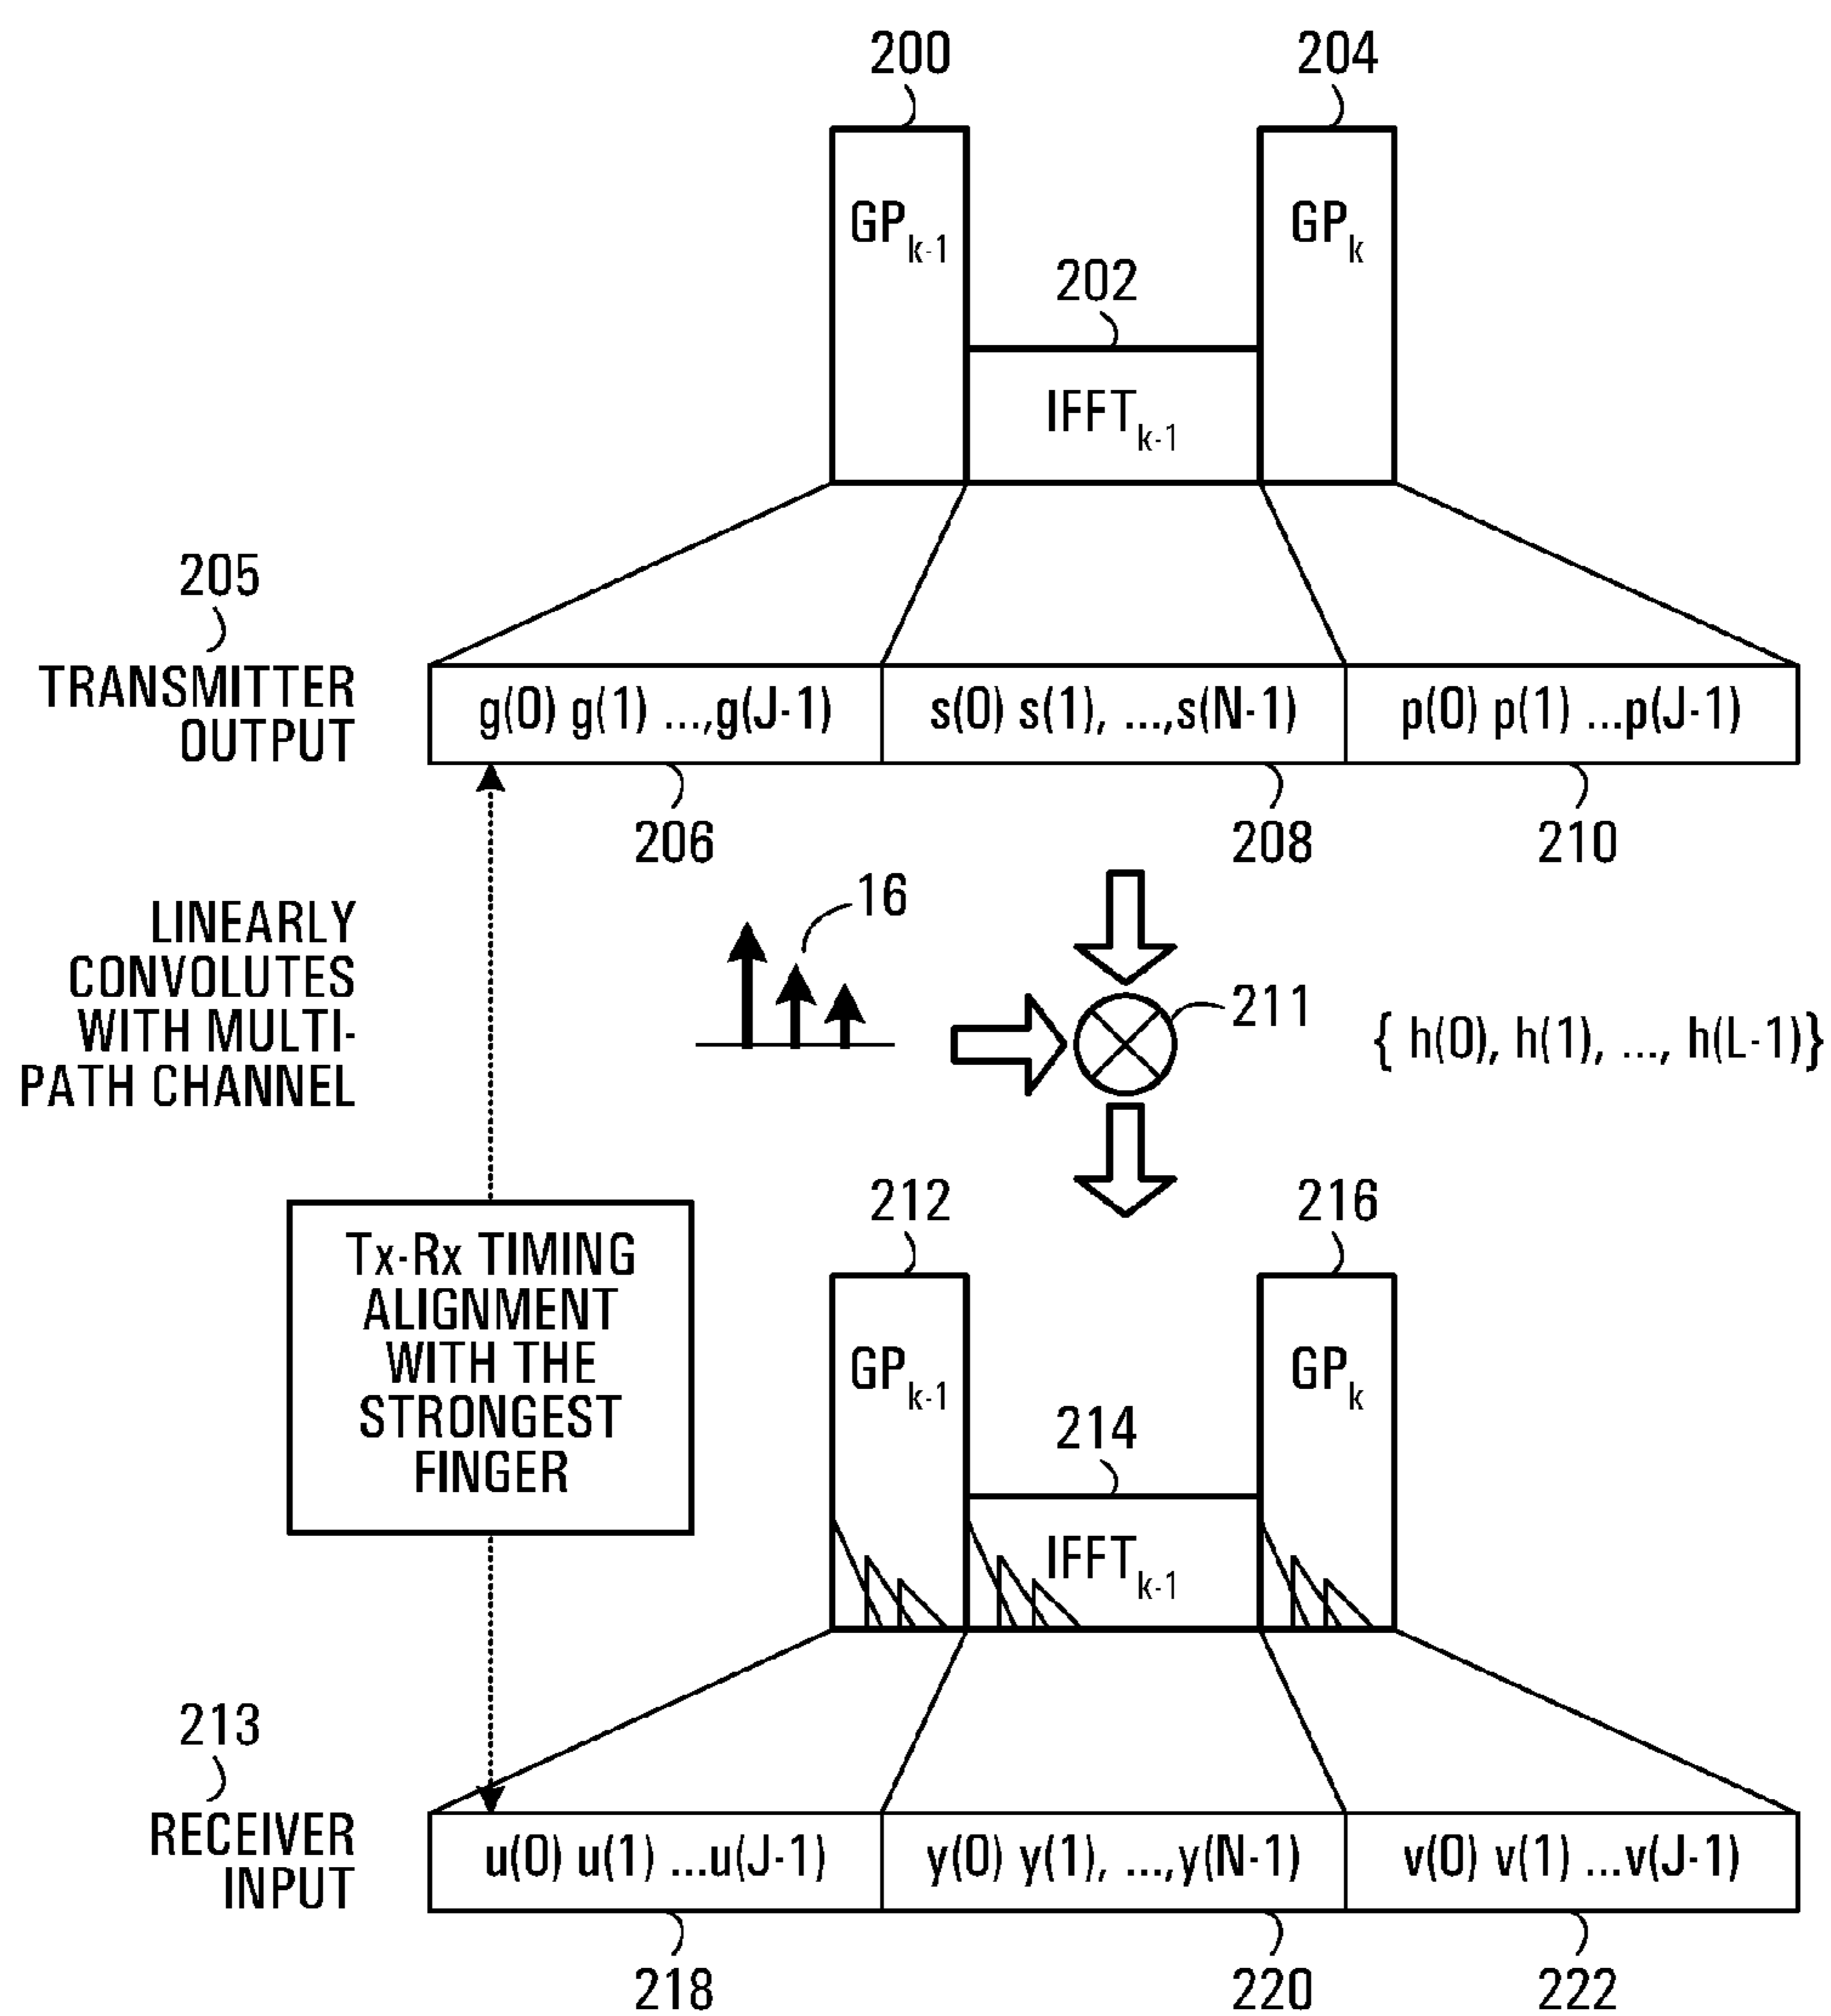 200
204
GPk-1
GPk
202
IFFTk-1
205
TRANSMITTER
OUTPUT
g(0) g(1) ...,g(J-1)
s(0) s(1), ...,s(N-1)
p(0) p(1) ...p(J-1)
206
208
210
LINEARLY
CONVOLUTES
WITH MULTI-
PATH CHANNEL
16
211
{ h(0), h(1), ..., h(L-1)}
Tx-Rx TIMING
ALIGNMENT
WITH THE
STRONGEST
FINGER
212
216
GPk-1
GPk
214
IFFTk-1
213
RECEIVER
INPUT
u(0) u(1) ...u(J-1)
y(0) y(1), ...,y(N-1)
v(0) v(1) ...v(J-1)
218
220
222